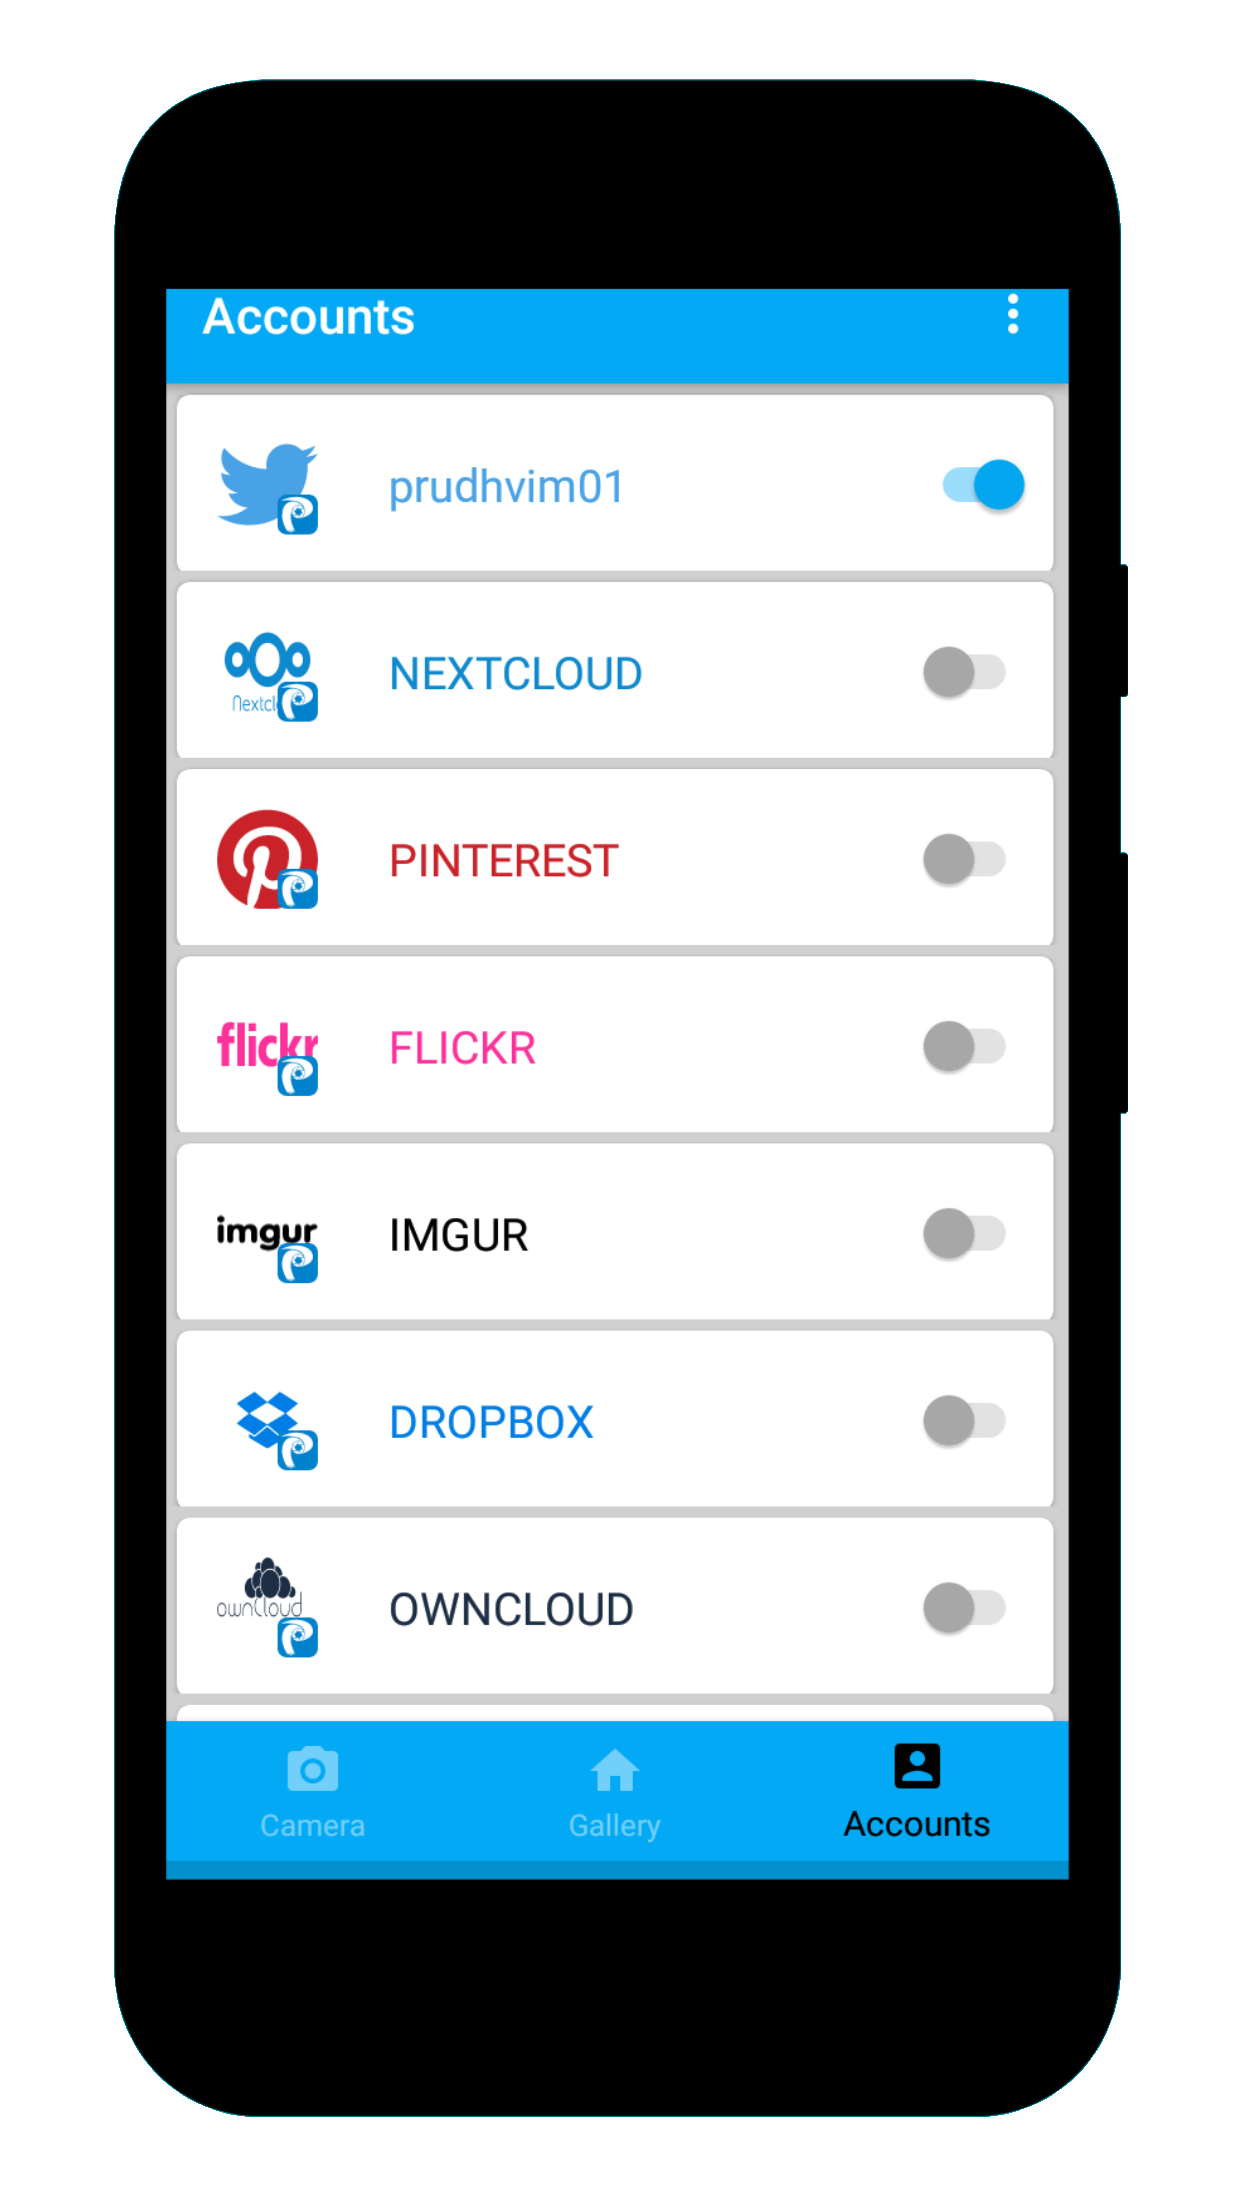 Accounts
prudhvim01
Nextcl
NEXTCLOUD
PINTEREST
flickr
FLICKR
imgur
IMGUR
DROPBOX
ownCloud
OWNCLOUD
Camera
Gallery
Accounts